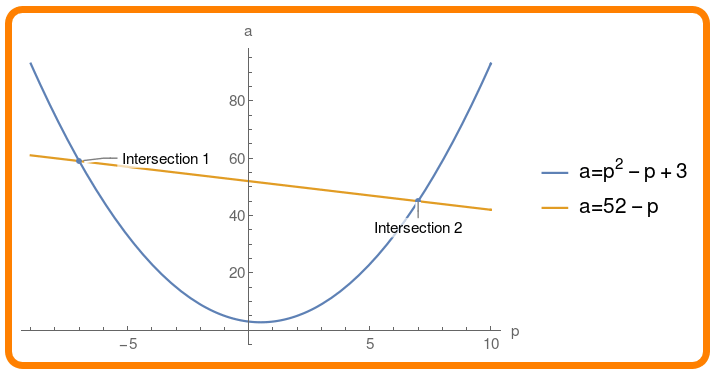 a
80
60
40
20
−5
5
10
p
Intersection 1
Intersection 2
a=p² − p + 3
a=52 − p